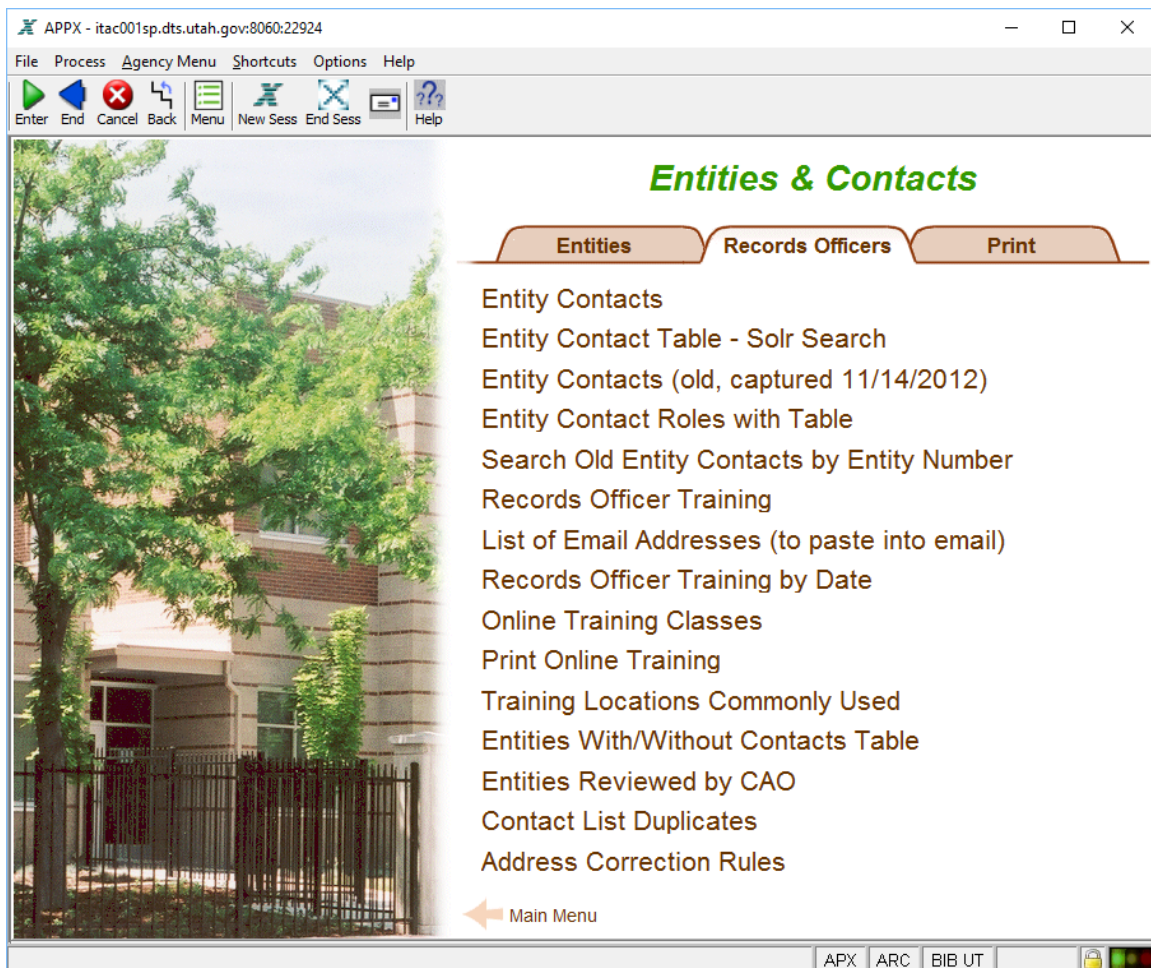 APPX - itac001sp.dts.utah.gov:8060:22924
File Process Agency Menu Shortcuts Options Help
???
Enter End Cancel Back Menu New Sess End Sess Help
Entities & Contacts
Entities Records Officers Print
Entity Contacts
Entity Contact Table - Solr Search
Entity Contacts (old, captured 11/14/2012)
Entity Contact Roles with Table
Search Old Entity Contacts by Entity Number
Records Officer Training
List of Email Addresses (to paste into email)
Records Officer Training by Date
Online Training Classes
Print Online Training
Training Locations Commonly Used
Entities With/Without Contacts Table
Entities Reviewed by CAO
Contact List Duplicates
Address Correction Rules
Main Menu
APX ARC BIB UT